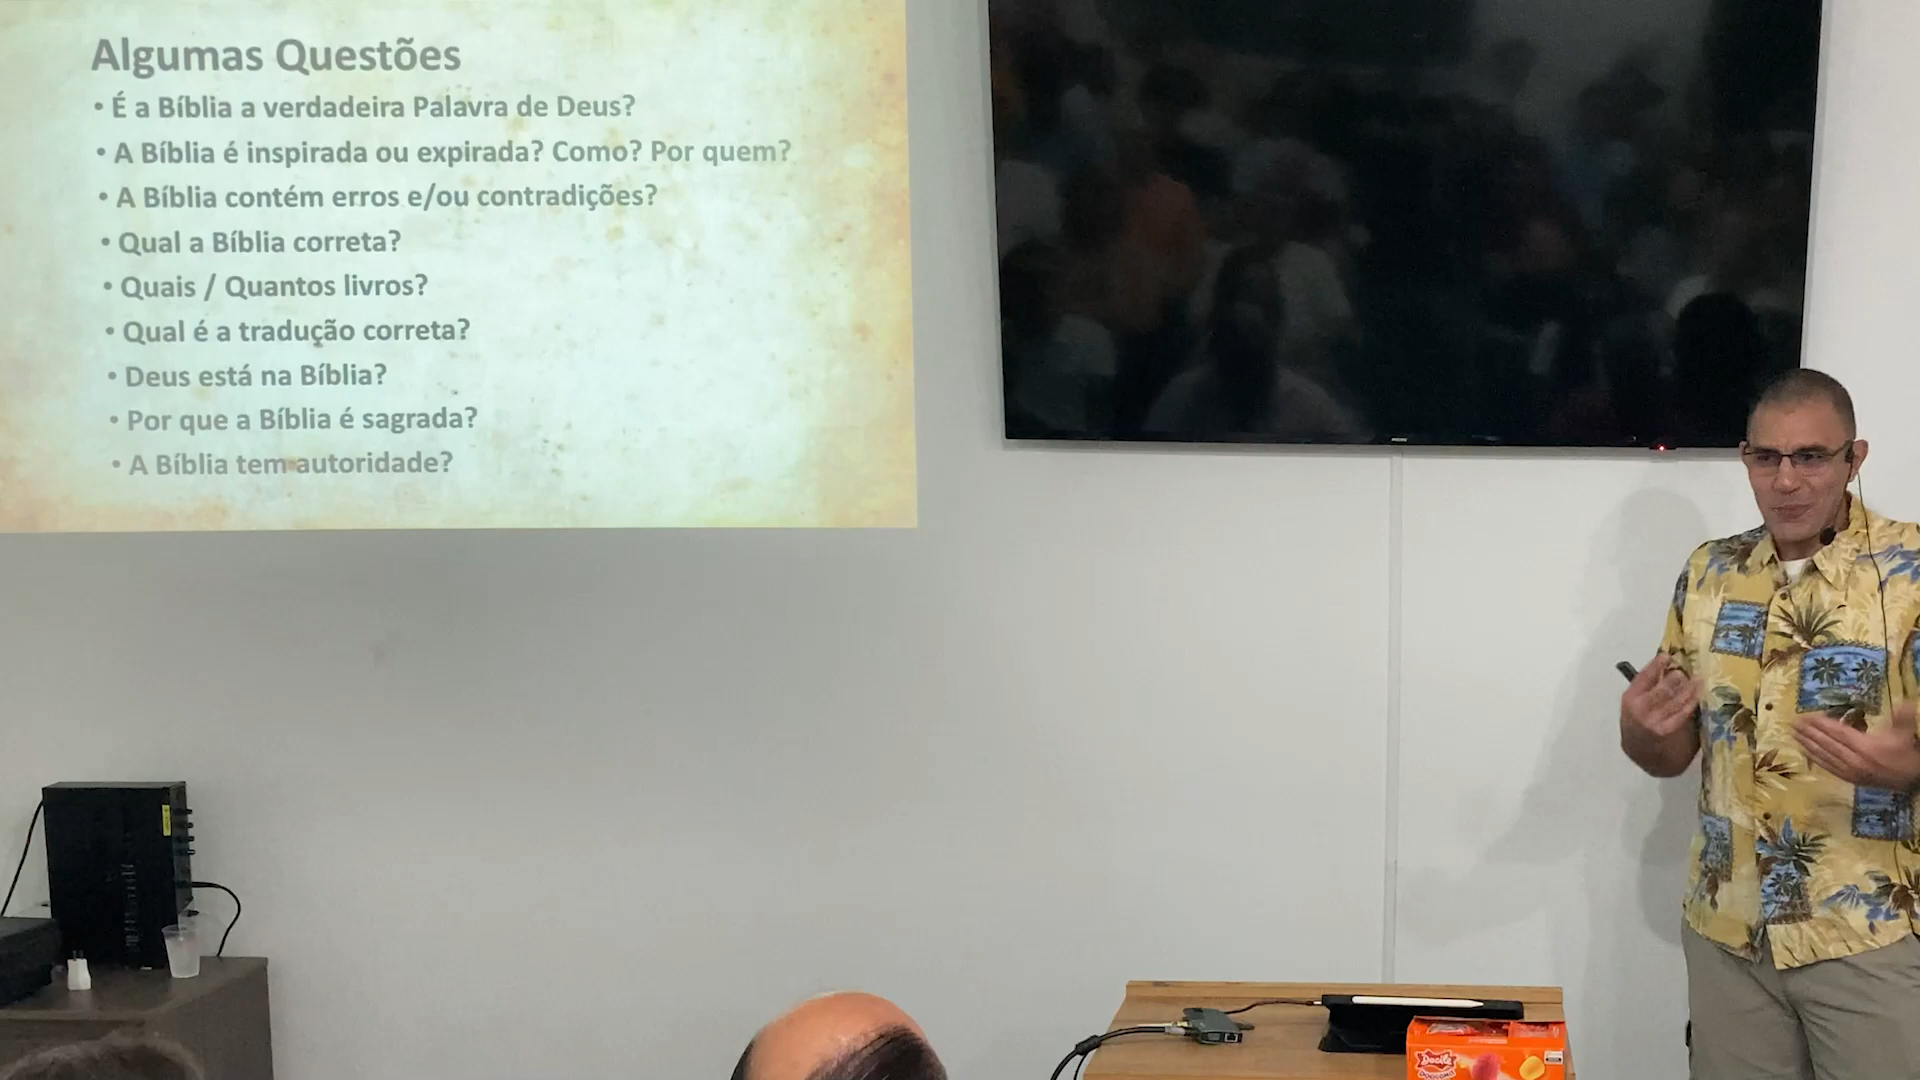 Algumas Questões
• É a Bíblia a verdadeira Palavra de Deus?
• A Bíblia é inspirada ou expirada? Como? Por quem?
• A Bíblia contém erros e/ou contradições?
• Qual a Bíblia correta?
• Quais / Quantos livros?
• Qual é a tradução correta?
• Deus está na Bíblia?
• Por que a Bíblia é sagrada?
• A Bíblia tem autoridade?
Docile